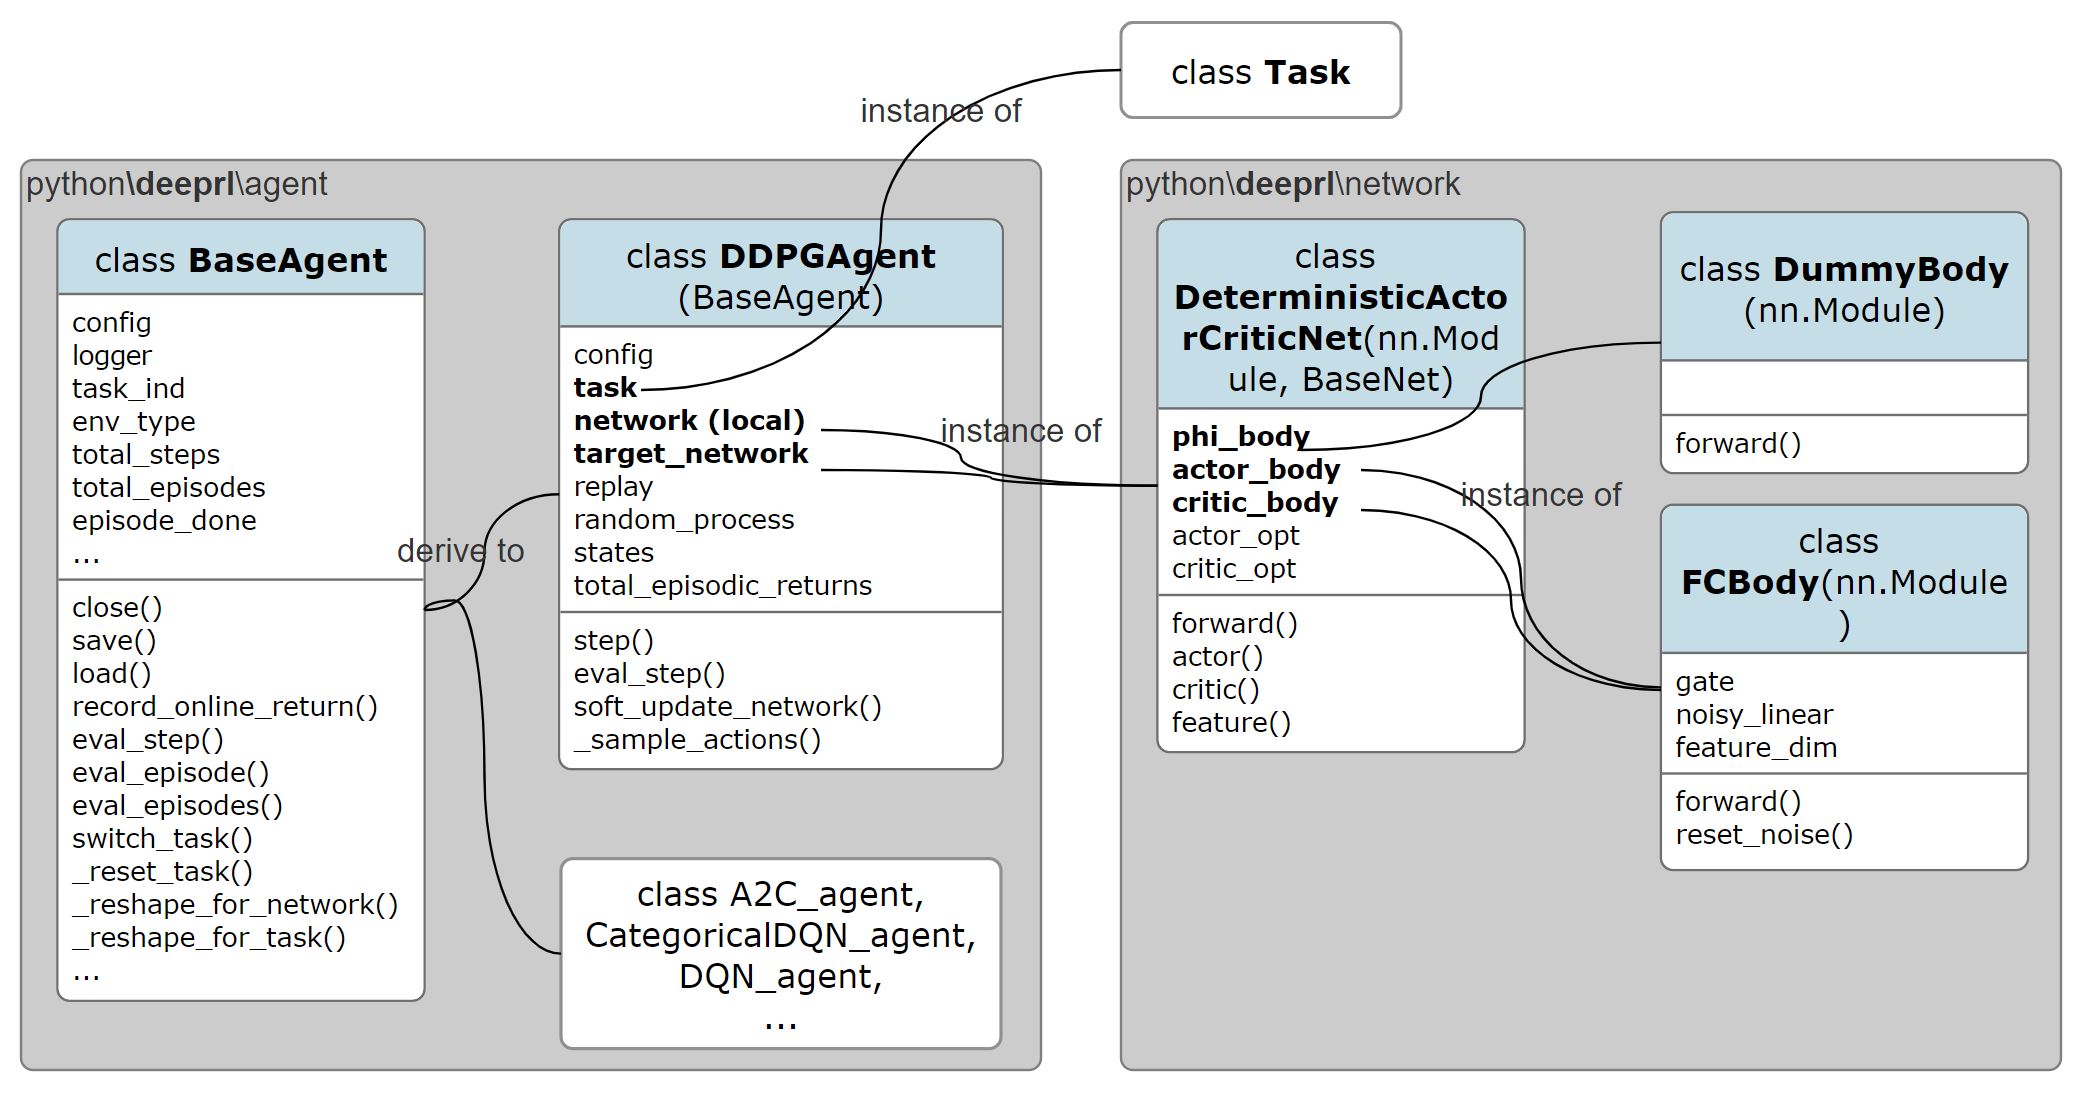 class Task
instance of
python\deeprl\agent
class BaseAgent
config
logger
task_ind
env_type
total_steps
total_episodes
episode_done
...
close()
save()
load()
record_online_return()
eval_step()
eval_episode()
eval_episodes()
switch_task()
_reset_task()
_reshape_for_network()
_reshape_for_task()
...
derive to
class DDPGAgent
(BaseAgent)
config
task
network (local)
target_network
replay
random_process
states
total_episodic_returns
step()
eval_step()
soft_update_network()
_sample_actions()
class A2C_agent,
CategoricalDQN_agent,
DQN_agent,
...
instance of
python\deeprl\network
class
DeterministicActo
rCriticNet(nn.Mod
ule, BaseNet)
phi_body
actor_body
critic_body
actor_opt
critic_opt
forward()
actor()
critic()
feature()
instance of
class DummyBody
(nn.Module)
forward()
class
FCBody(nn.Module
)
gate
noisy_linear
feature_dim
forward()
reset_noise()